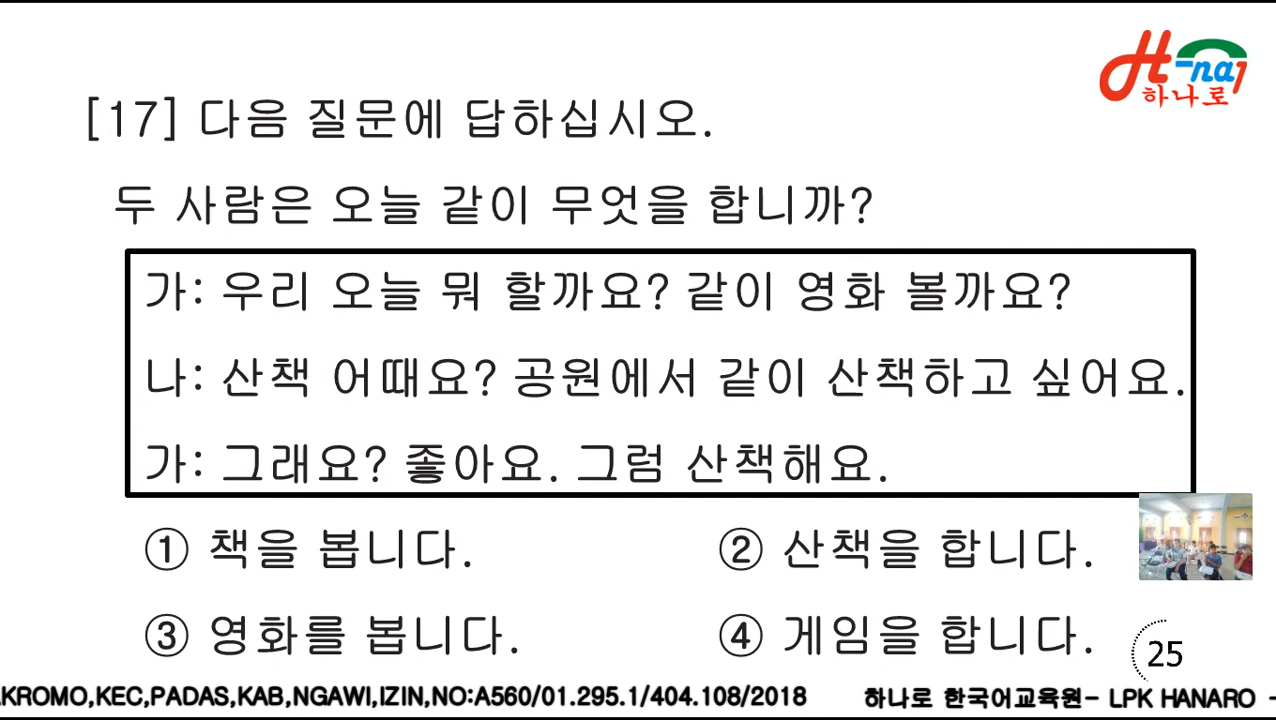 H-na
하나로
[17] 다음 질문에 답하십시오.
두 사람은 오늘 같이 무엇을 합니까?
가: 우리 오늘 뭐 할까요? 같이 영화 볼까요?
나: 산책 어때요? 공원에서 같이 산책하고 싶어요.
가: 그래요? 좋아요. 그럼 산책해요.
① 책을 봅니다.
② 산책을 합니다.
③ 영화를 봅니다.
④ 게임을 합니다.
25
KROMO,KEC,PADAS,KAB,NGAWI,IZIN,NO:A560/01.295.1/404.108/2018 하나로 한국어교육원- LPK HANARO -